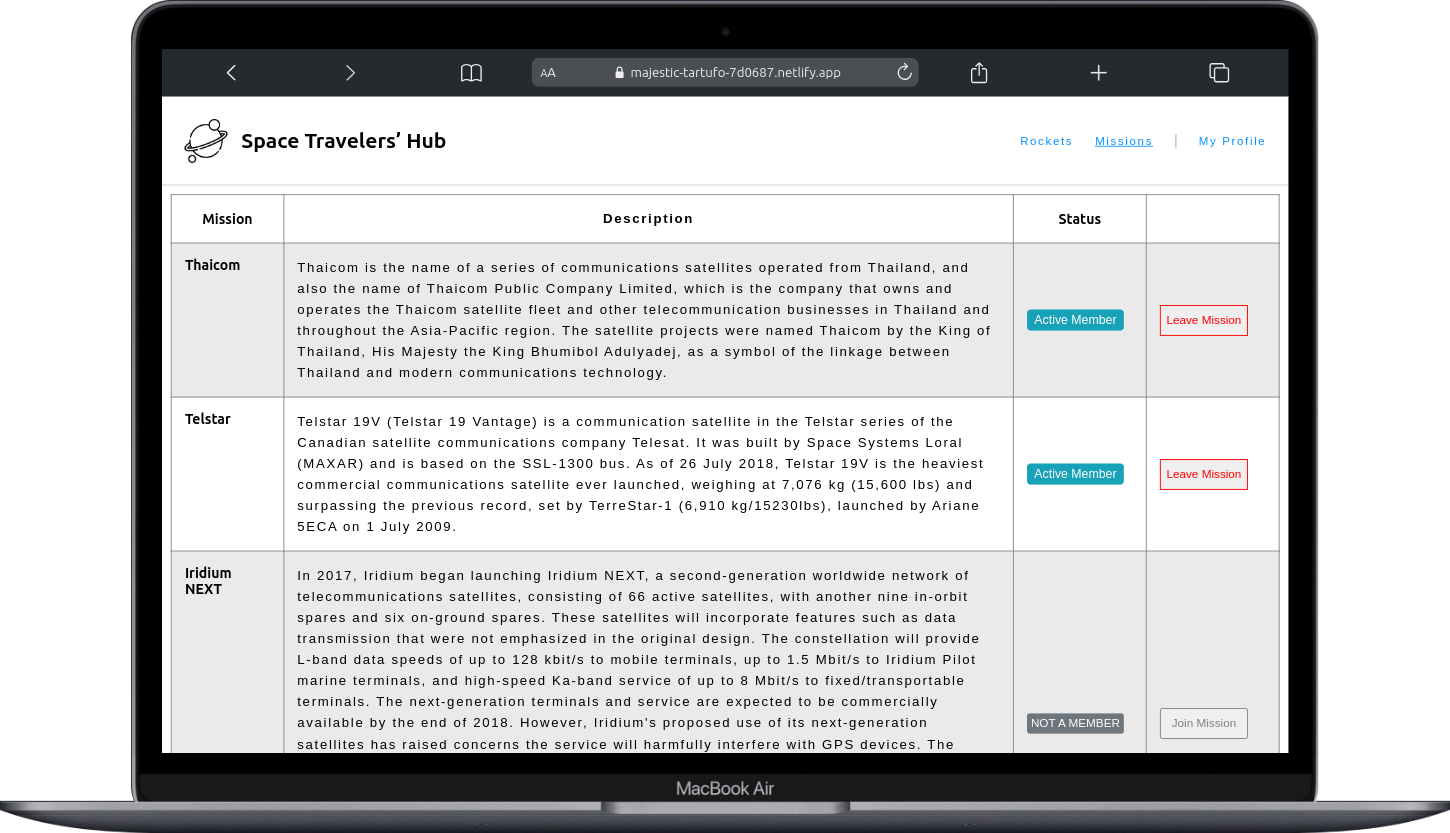 AA
majestic-tartufo-7d0687.netlify.app
Space Travelers’ Hub
Rockets
Missions
|
My Profile
Mission
Description
Status
Thaicom
Thaicom is the name of a series of communications satellites operated from Thailand, and
also the name of Thaicom Public Company Limited, which is the company that owns and
operates the Thaicom satellite fleet and other telecommunication businesses in Thailand and
throughout the Asia-Pacific region. The satellite projects were named Thaicom by the King of
Thailand, His Majesty the King Bhumibol Adulyadej, as a symbol of the linkage between
Thailand and modern communications technology.
Active Member
Leave Mission
Telstar
Telstar 19V (Telstar 19 Vantage) is a communication satellite in the Telstar series of the
Canadian satellite communications company Telesat. It was built by Space Systems Loral
(MAXAR) and is based on the SSL-1300 bus. As of 26 July 2018, Telstar 19V is the heaviest
commercial communications satellite ever launched, weighing at 7,076 kg (15,600 lbs) and
surpassing the previous record, set by TerreStar-1 (6,910 kg/15230lbs), launched by Ariane
5ECA on 1 July 2009.
Active Member
Leave Mission
Iridium
NEXT
In 2017, Iridium began launching Iridium NEXT, a second-generation worldwide network of
telecommunications satellites, consisting of 66 active satellites, with another nine in-orbit
spares and six on-ground spares. These satellites will incorporate features such as data
transmission that were not emphasized in the original design. The constellation will provide
L-band data speeds of up to 128 kbit/s to mobile terminals, up to 1.5 Mbit/s to Iridium Pilot
marine terminals, and high-speed Ka-band service of up to 8 Mbit/s to fixed/transportable
terminals. The next-generation terminals and service are expected to be commercially
available by the end of 2018. However, Iridium's proposed use of its next-generation
satellites has raised concerns the service will harmfully interfere with GPS devices. The
NOT A MEMBER
Join Mission
MacBook Air